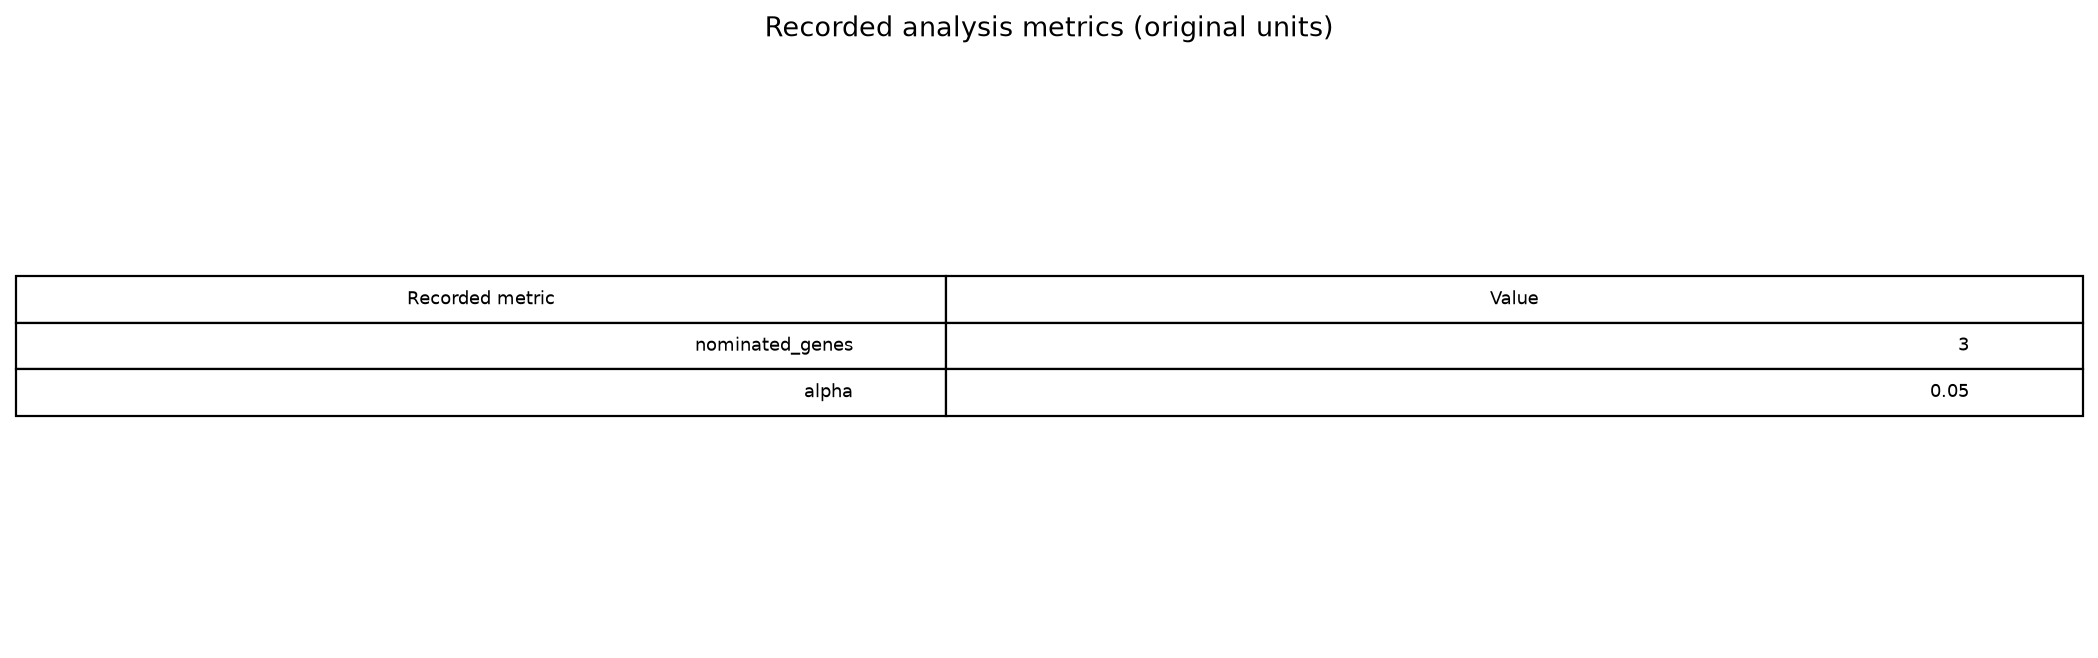 Recorded analysis metrics (original units)
Recorded metric Value
nominated_genes 3
alpha 0.05